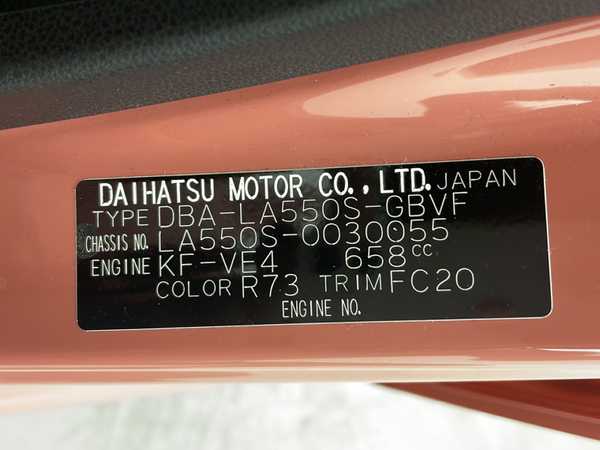 DAIHATSU MOTOR CO., LTD. JAPAN
TYPE DBA-LA550S-GBVF
CHASSIS NO. LA550S-0030055
ENGINE KF-VE4 658CC
COLOR R73 TRIM FC20
ENGINE NO.